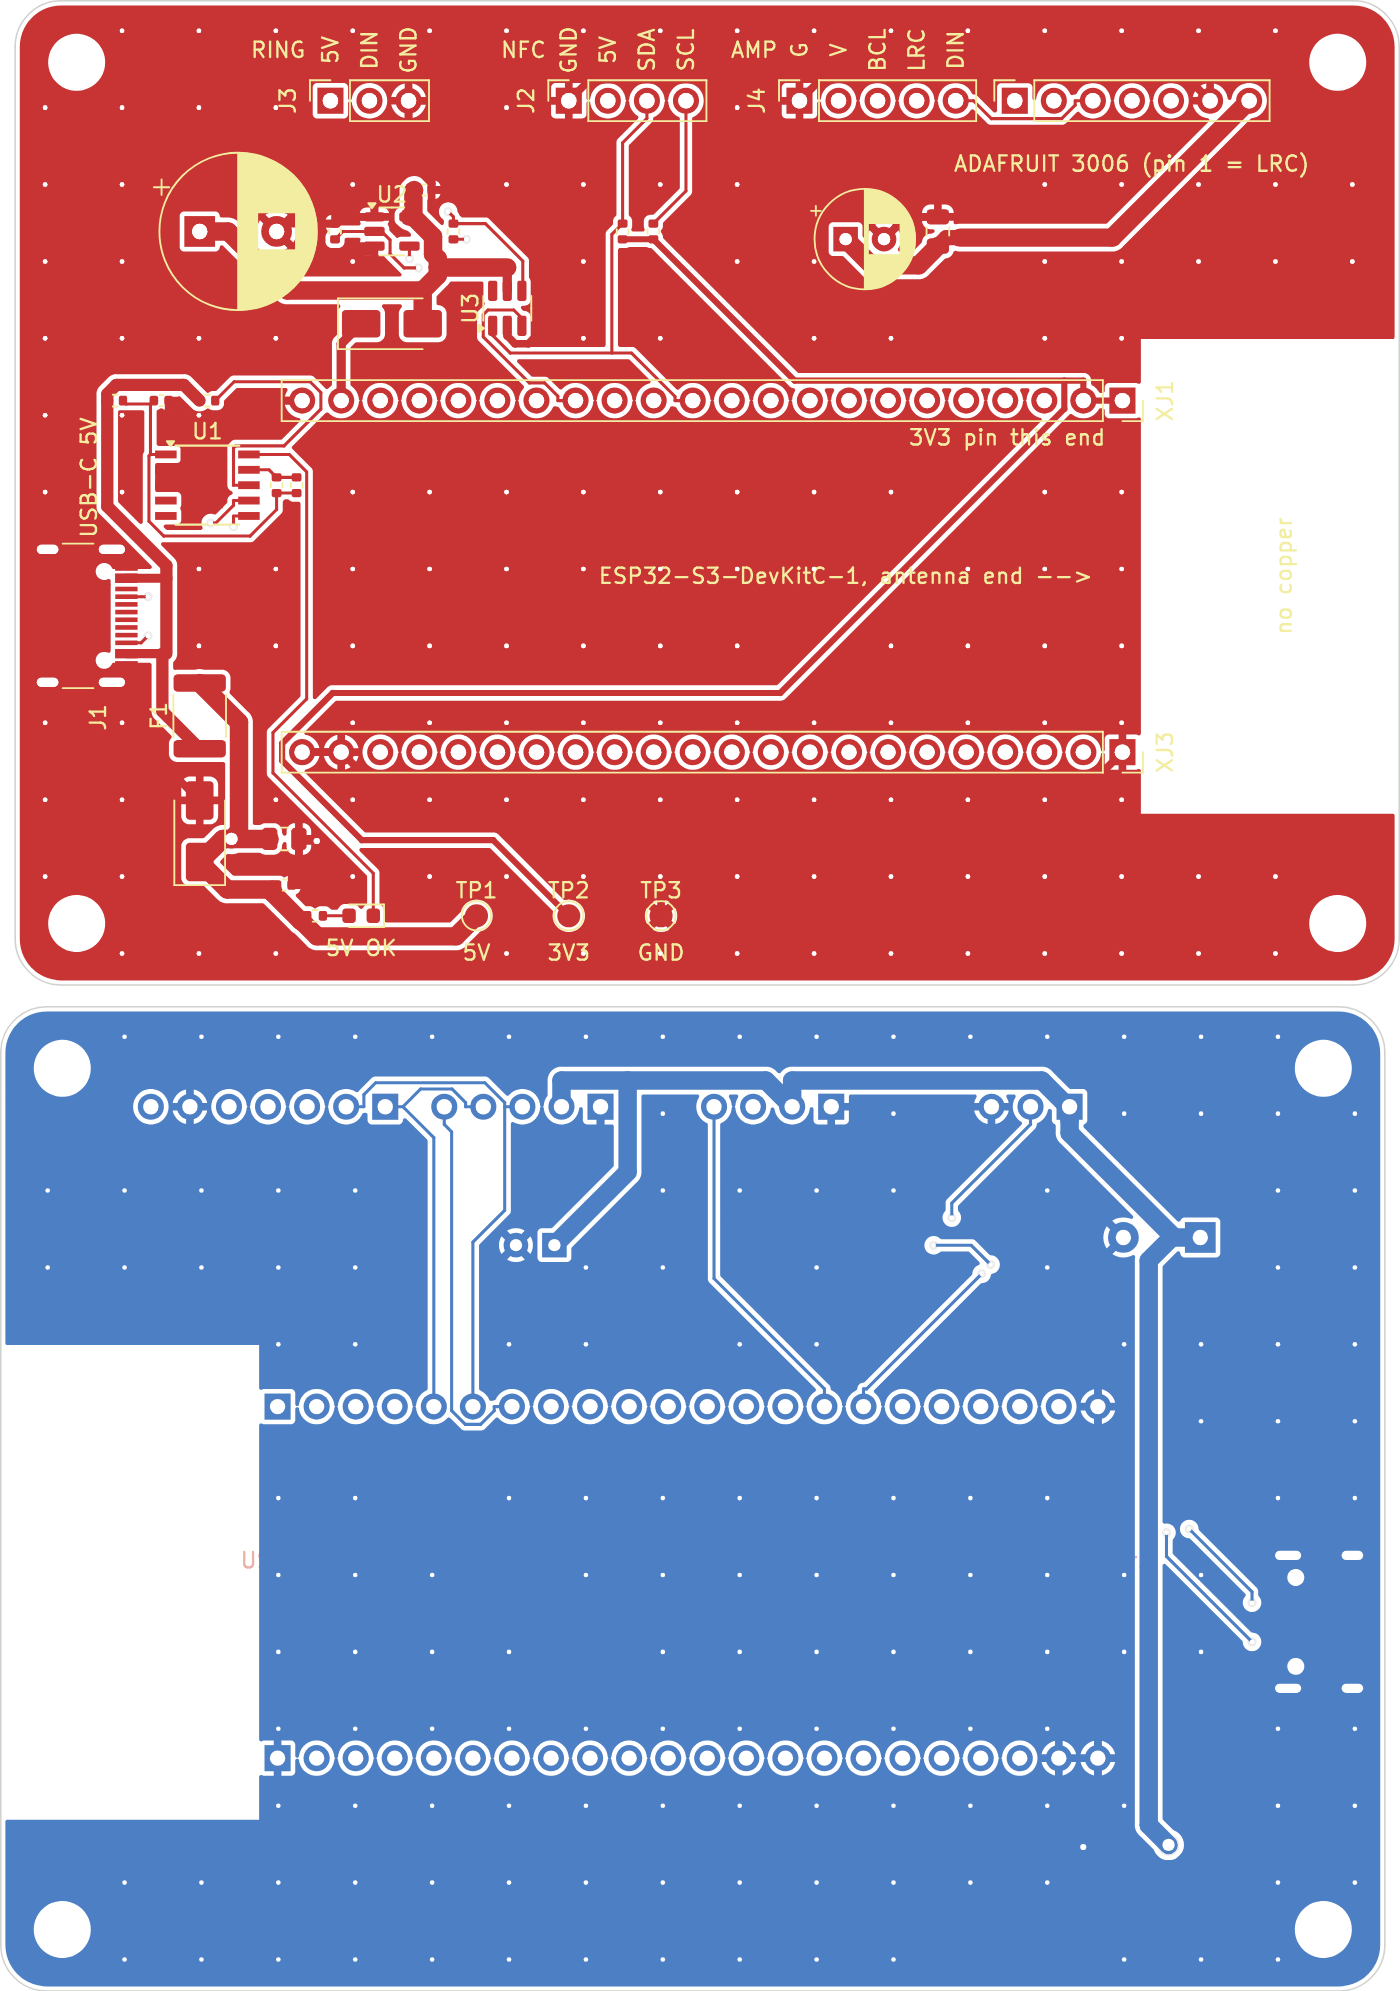 RING
5V
DIN
GND
NFC
GND
5V
SDA
SCL
AMP
G
V
BCL
LRC
DIN
J3
J2
J4
ADAFRUIT 3006 (pin 1 = LRC)
+
U2
+
U3
XJ1
U1
3V3 pin this end
USB-C 5V
ESP32-S3-DevKitC-1, antenna end -->
no copper
J1
F1
XJ3
TP1
TP2
TP3
5V OK
5V
3V3
GND